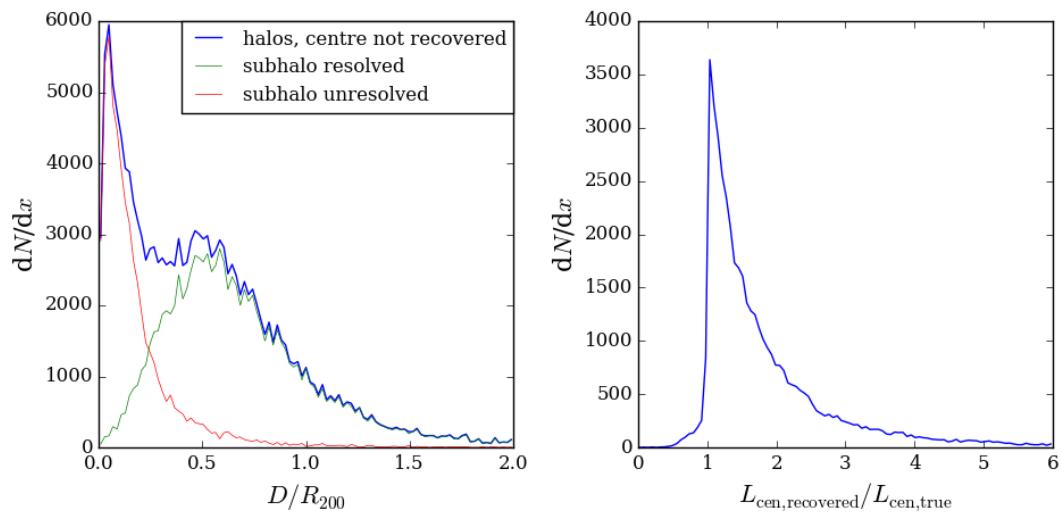 6000
5000
4000
3000
2000
1000
0
dN/dx
0.0 0.5 1.0 1.5 2.0
D/R₂₀₀
halos, centre not recovered
subhalo resolved
subhalo unresolved
4000
3500
3000
2500
2000
1500
1000
500
0
dN/dx
0 1 2 3 4 5 6
L_cen,recovered/L_cen,true